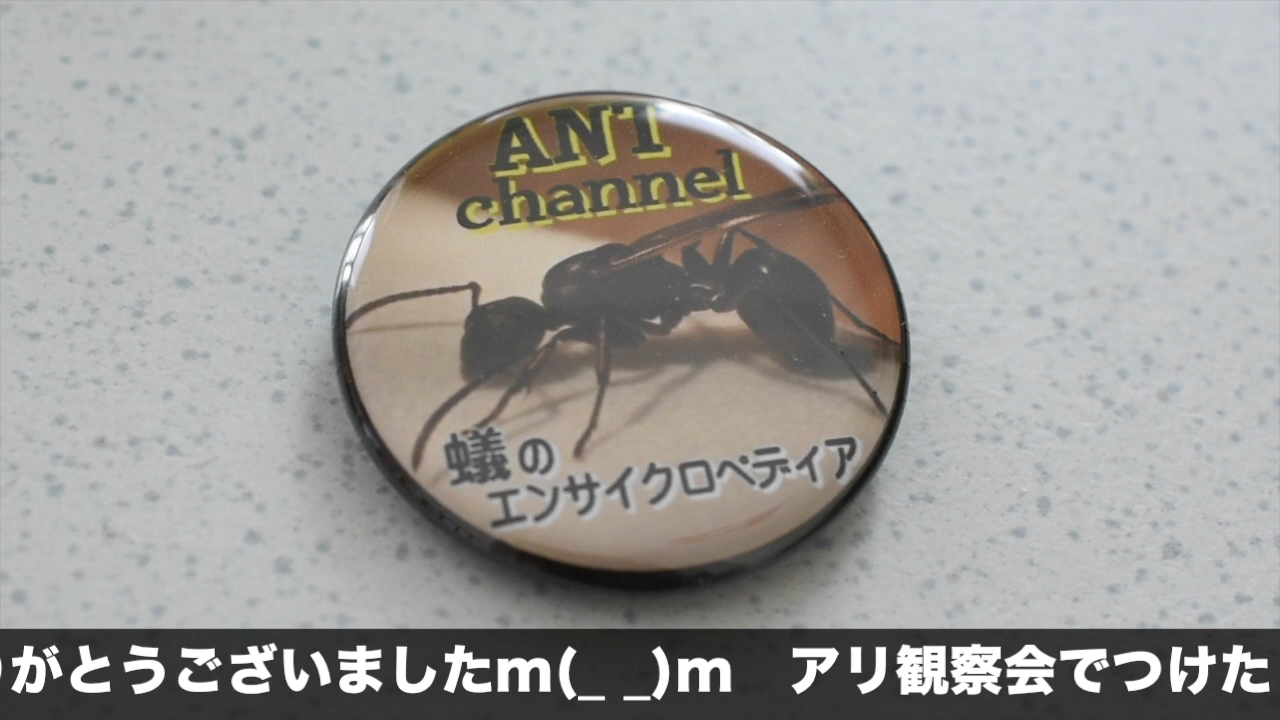 ANT
channel
蟻の
エンサイクロペディア
りがとうございましたm(_ _)m　アリ観察会でつけた